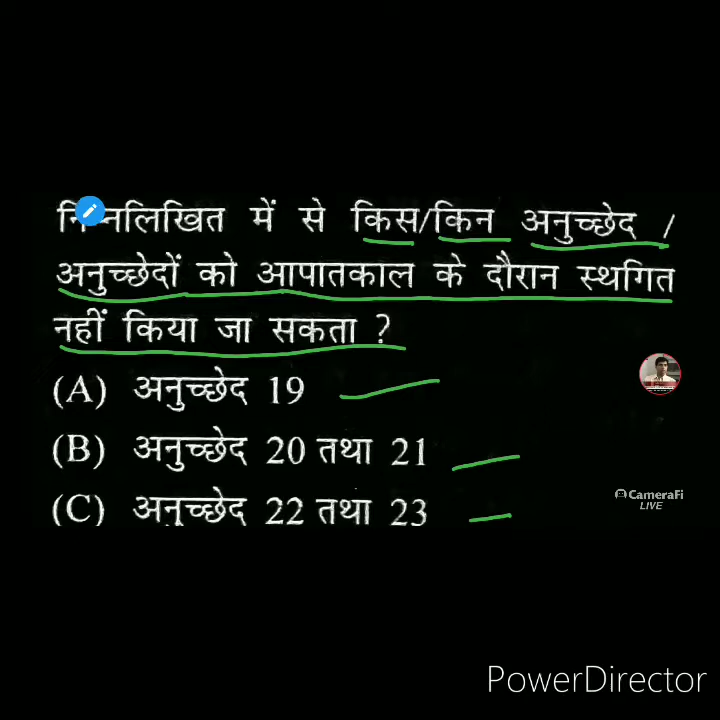 निम्नलिखित में से किस/किन अनुच्छेद /
अनुच्छेदों को आपातकाल के दौरान स्थगित
नहीं किया जा सकता ?
(A) अनुच्छेद 19
(B) अनुच्छेद 20 तथा 21
(C) अनुच्छेद 22 तथा 23
CameraFi
LIVE
PowerDirector